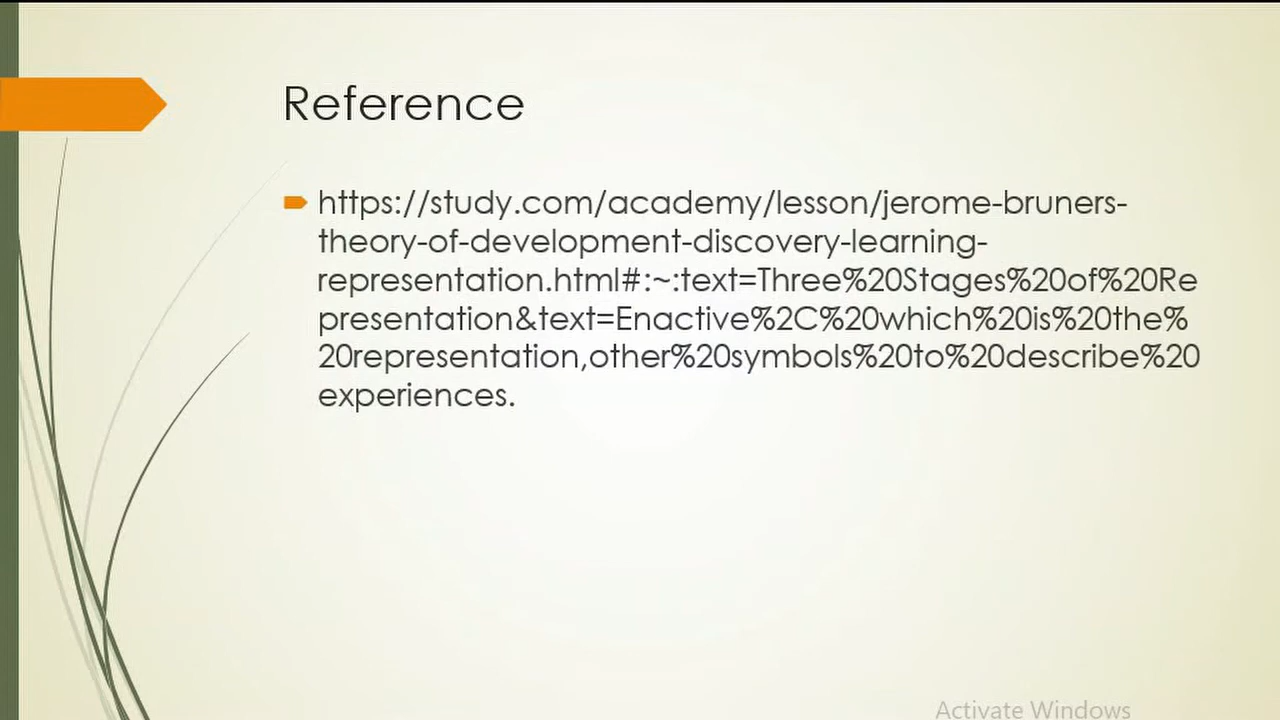 Reference
https://study.com/academy/lesson/jerome-bruners-
theory-of-development-discovery-learning-
representation.html#:~:text=Three%20Stages%20of%20Re
presentation&text=Enactive%2C%20which%20is%20the%
20representation,other%20symbols%20to%20describe%20
experiences.
Activate Windows